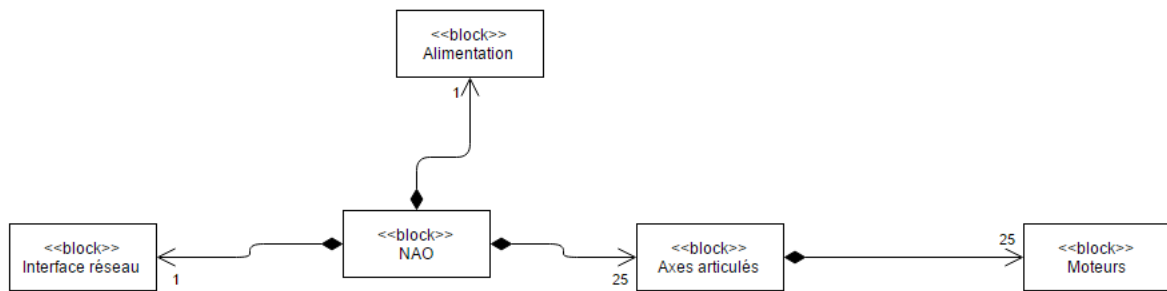 <<block>>
Alimentation
1
<<block>>
Interface réseau
1
<<block>>
NAO
<<block>>
Axes articulés
25
<<block>>
Moteurs
25